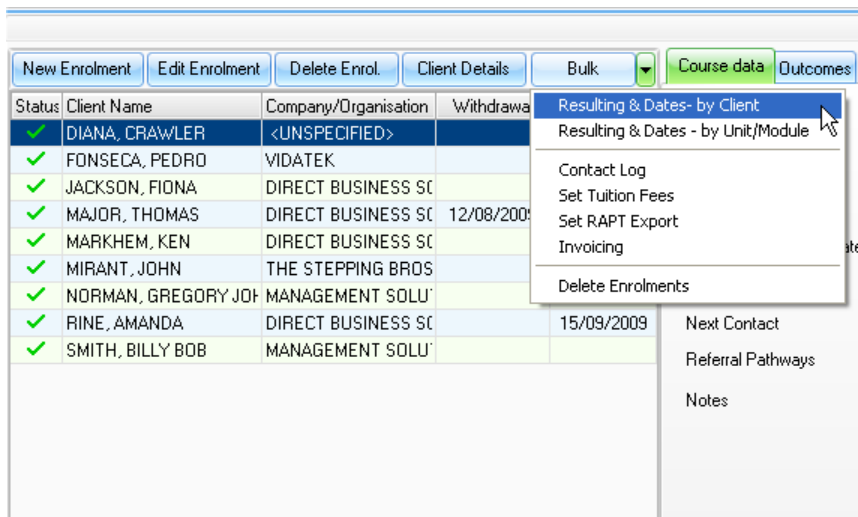 New Enrolment Edit Enrolment Delete Enrol. Client Details Bulk Course data Outcomes
Status Client Name Company/Organisation Withdrawa
Resulting & Dates- by Client
Resulting & Dates - by Unit/Module
Contact Log
Set Tuition Fees
Set RAPT Export
Invoicing
Delete Enrolments
DIANA, CRAWLER <UNSPECIFIED>
FONSECA, PEDRO VIDATEK
JACKSON, FIONA DIRECT BUSINESS SO
MAJOR, THOMAS DIRECT BUSINESS SO 12/08/2009
MARKHEM, KEN DIRECT BUSINESS SO
MIRANT, JOHN THE STEPPING BROS
NORMAN, GREGORY JOH MANAGEMENT SOLUT
RINE, AMANDA DIRECT BUSINESS SO 15/09/2009
SMITH, BILLY BOB MANAGEMENT SOLUT
Next Contact
Referral Pathways
Notes